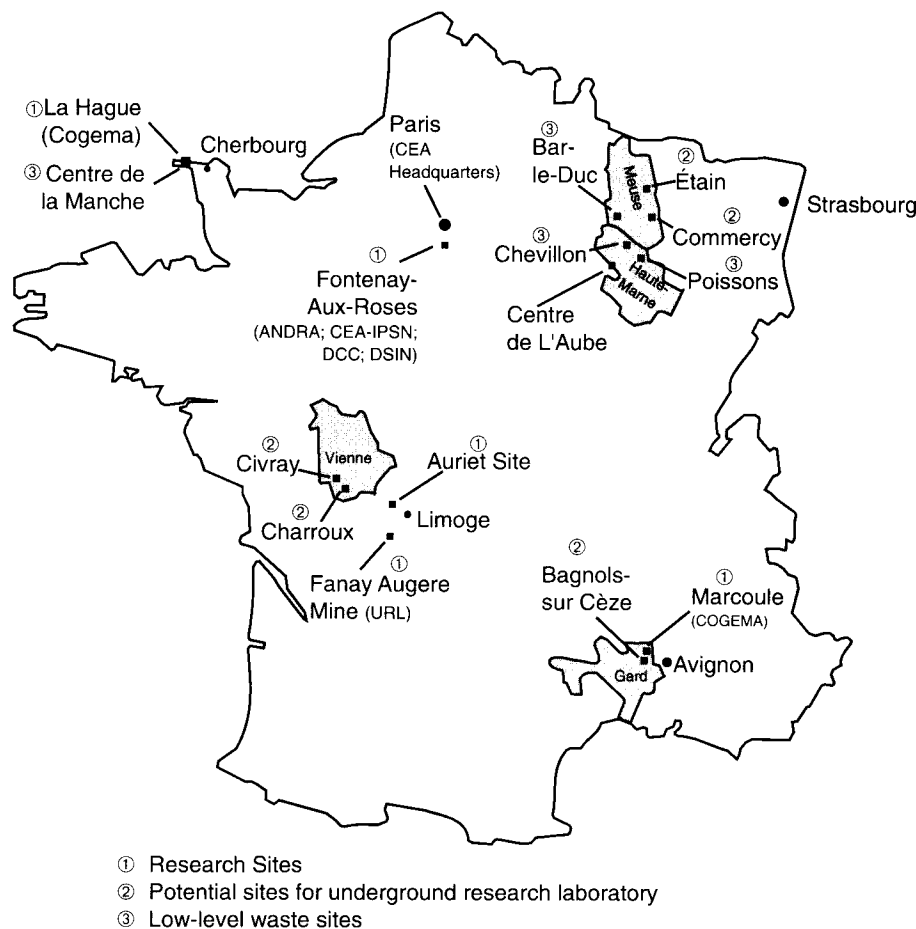 ① La Hague
(Cogema)
Cherbourg
③ Centre de
la Manche
Paris
(CEA
Headquarters)
①
Fontenay-
Aux-Roses
(ANDRA; CEA-IPSN;
DCC; DSIN)
③
Bar-
le-Duc
Meuse
②
Étain
Strasbourg
②
Commercy
③
Chevillon
Haute-
Marne
③
Poissons
Centre
de L'Aube
②
Civray
Vienne
①
Auriet Site
②
Charroux
Limoge
①
Fanay Augere
Mine (URL)
②
Bagnols-
sur Cèze
①
Marcoule
(COGEMA)
Gard
Avignon
① Research Sites
② Potential sites for underground research laboratory
③ Low-level waste sites